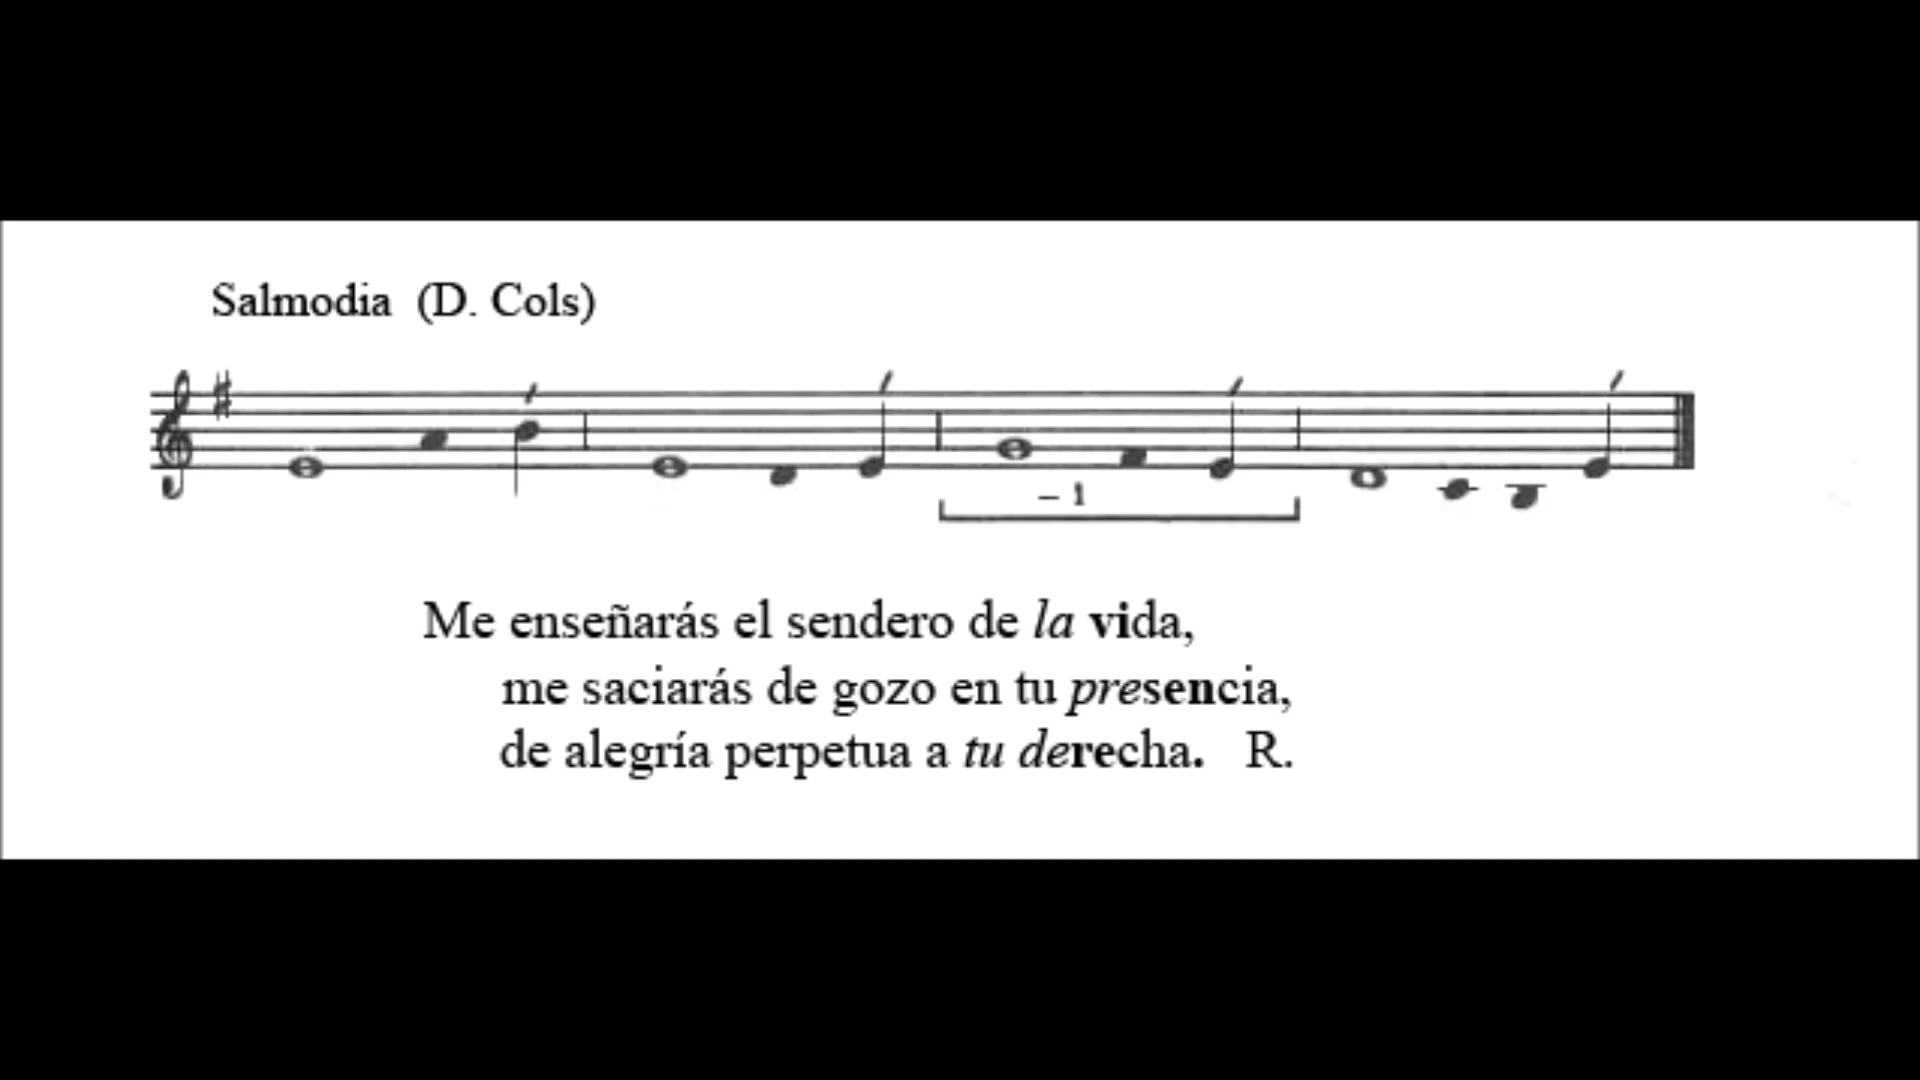 Salmodia (D. Cols)
– 1
Me enseñarás el sendero de la vida,
me saciarás de gozo en tu presencia,
de alegría perpetua a tu derecha. R.